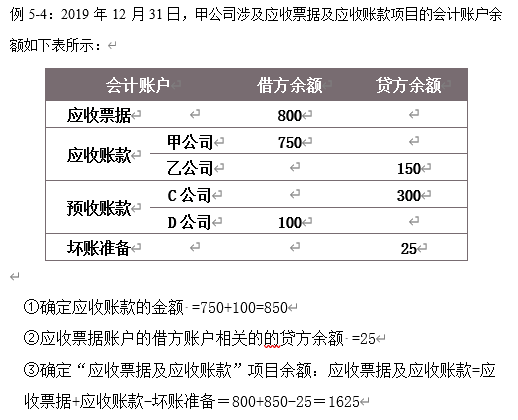 例 5-4：2019 年 12 月 31 日，甲公司涉及应收票据及应收账款项目的会计账户余
额如下表所示：
会计账户 借方余额 贷方余额
应收票据 800
应收账款 甲公司 750
乙公司 150
预收账款 C 公司 300
D 公司 100
坏账准备 25
①确定应收账款的金额 =750+100=850
②应收票据账户的借方账户相关的的贷方余额 =25
③确定“应收票据及应收账款”项目余额：应收票据及应收账款=应
收票据+应收账款-坏账准备＝800+850-25＝1625